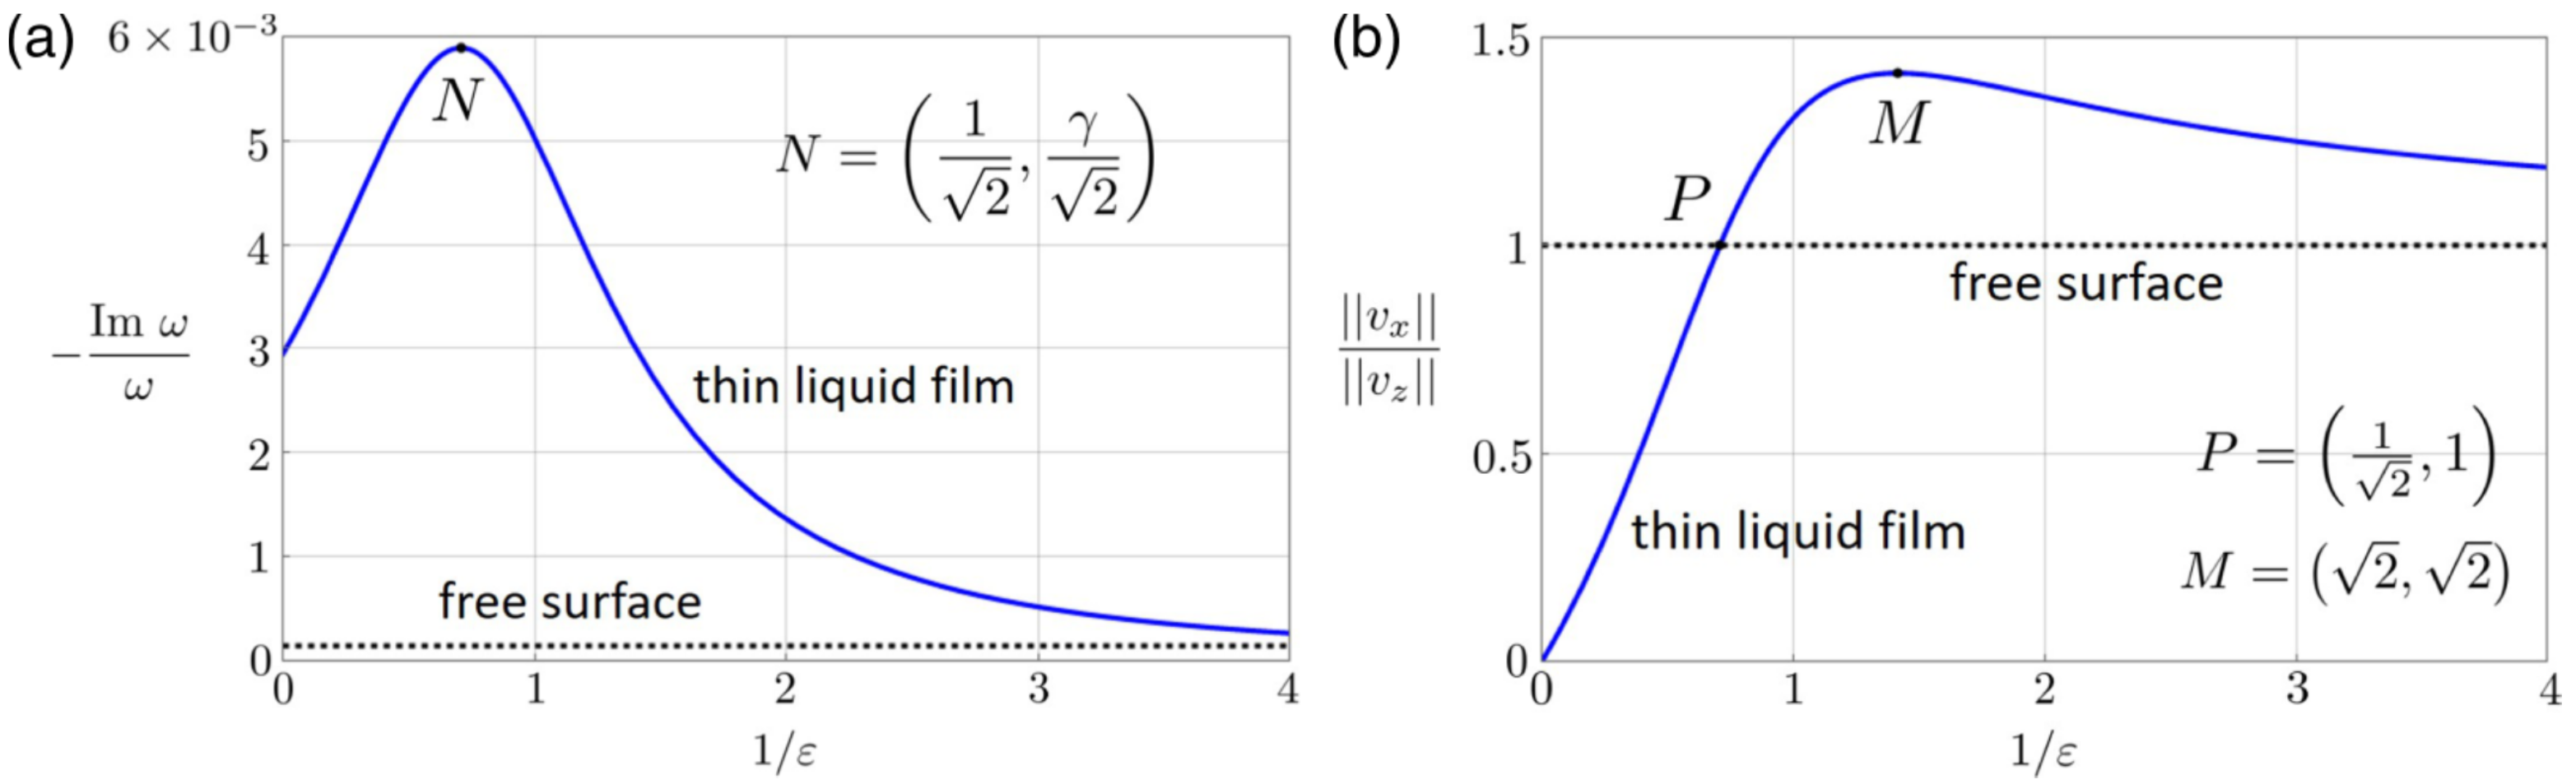 (a)
6 × 10⁻³
5
4
3
2
1
0
− Im ω / ω
N
N = (1/√2, γ/√2)
thin liquid film
free surface
0 1 2 3 4
1/ε
(b)
1.5
1
0.5
0
||vₓ|| / ||v_z||
M
P
free surface
thin liquid film
P = (1/√2, 1)
M = (√2, √2)
0 1 2 3 4
1/ε